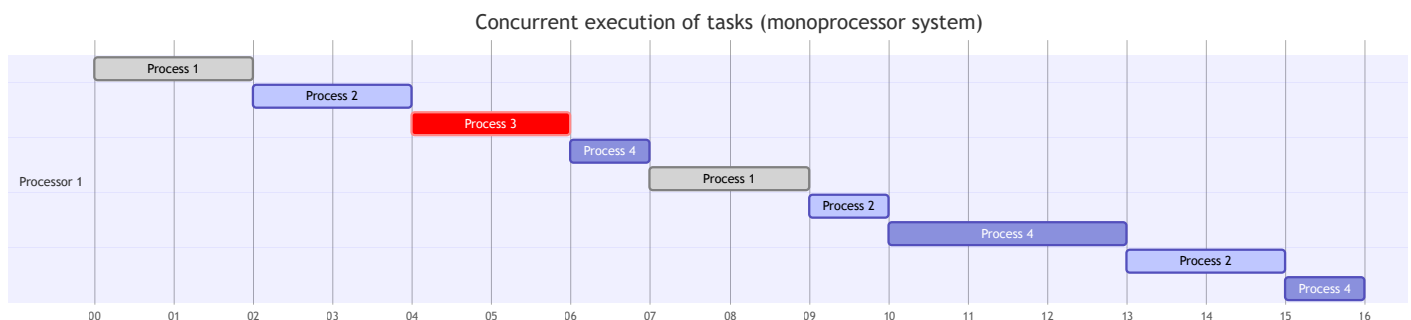 Concurrent execution of tasks (monoprocessor system)
Process 1
Process 2
Process 3
Process 4
Process 1
Processor 1
Process 2
Process 4
Process 2
Process 4
00 01 02 03 04 05 06 07 08 09 10 11 12 13 14 15 16